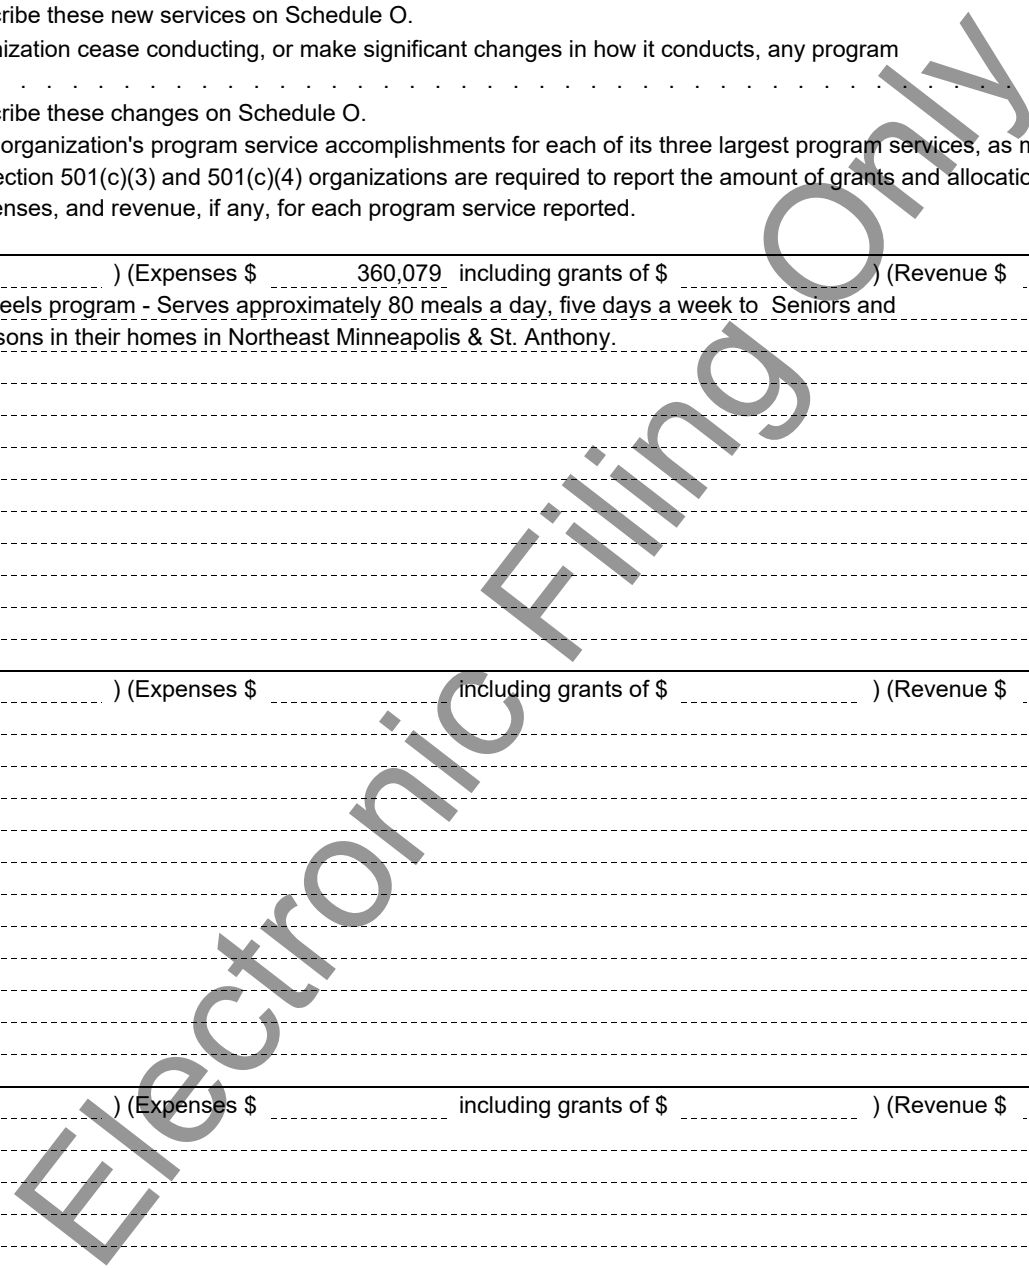 cribe these new services on Schedule O.
nization cease conducting, or make significant changes in how it conducts, any program
. . . . . . . . . . . . . . . . . . . . . . . . . . . . . . . . . . . . . . .
cribe these changes on Schedule O.
organization's program service accomplishments for each of its three largest program services, as m
ection 501(c)(3) and 501(c)(4) organizations are required to report the amount of grants and allocatio
enses, and revenue, if any, for each program service reported.
) (Expenses $ 360,079 including grants of $ ) (Revenue $
eels program - Serves approximately 80 meals a day, five days a week to Seniors and
sons in their homes in Northeast Minneapolis & St. Anthony.
) (Expenses $ including grants of $ ) (Revenue $
) (Expenses $ including grants of $ ) (Revenue $
Electronic Filing Only